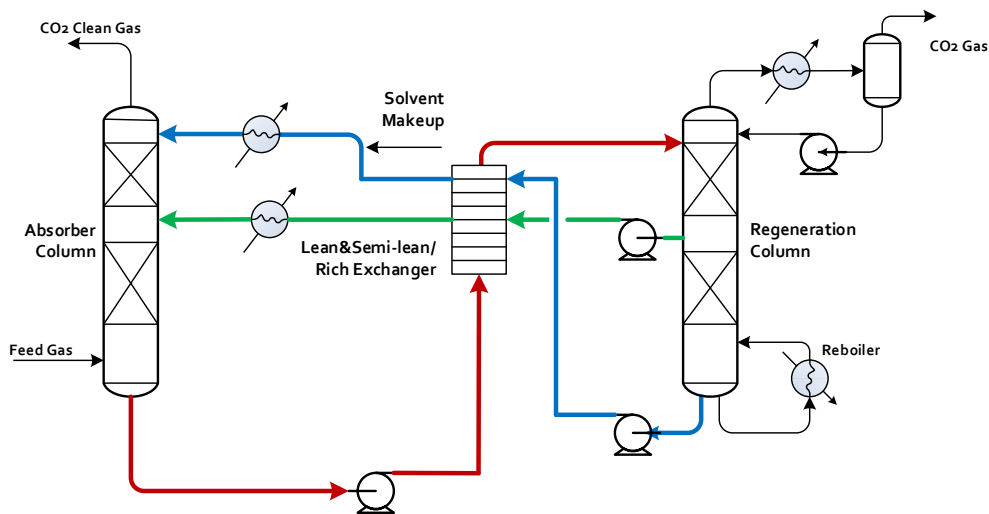 CO2 Clean Gas
CO2 Gas
Solvent
Makeup
Absorber
Column
Lean&Semi-lean/
Rich Exchanger
Regeneration
Column
Feed Gas
Reboiler